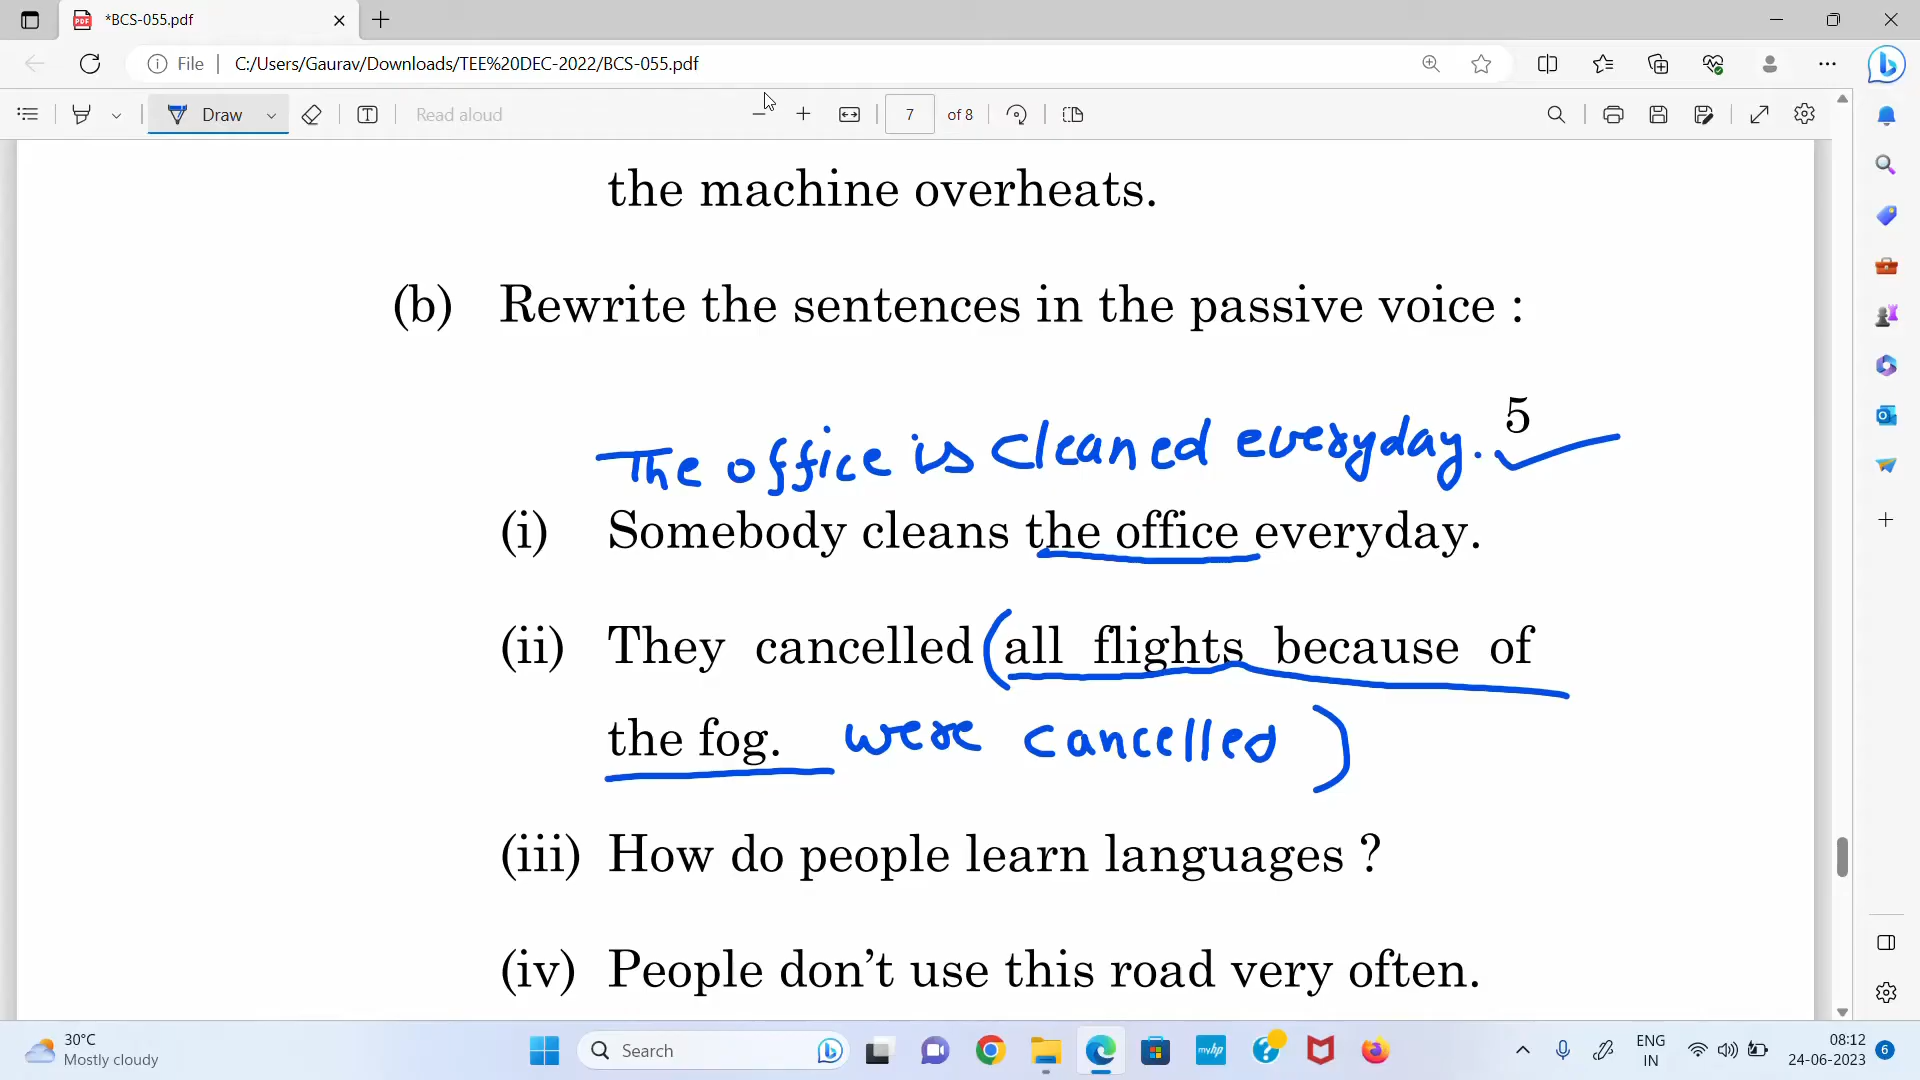 *BCS-055.pdf
File
C:/Users/Gaurav/Downloads/TEE%20DEC-2022/BCS-055.pdf
Draw
Read aloud
7 of 8
the machine overheats.
(b) Rewrite the sentences in the passive voice :
5
The office is cleaned everyday.
(i) Somebody cleans the office everyday.
(ii) They cancelled (all flights because of
the fog. were cancelled )
(iii) How do people learn languages ?
(iv) People don't use this road very often.
30°C
Mostly cloudy
Search
myhp
ENG
IN
08:12
24-06-2023
6